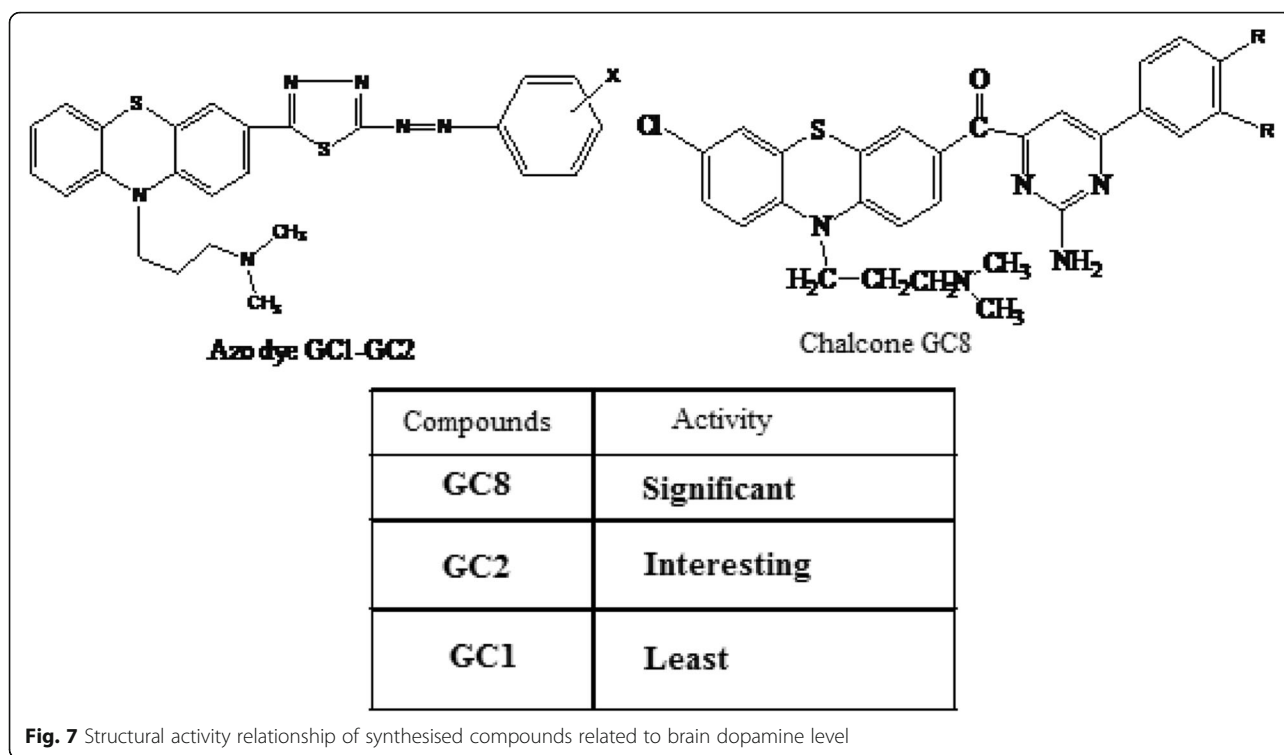 N N
S
S
N=N
X
N
N
CH₃
CH₃
Azo dye GC1-GC2
Cl
S
O
C
N
N
N
NH₂
R
R
H₂C-CH₂CH₂N
CH₃
CH₃
Chalcone GC8
Compounds Activity
GC8 Significant
GC2 Interesting
GC1 Least
Fig. 7 Structural activity relationship of synthesised compounds related to brain dopamine level